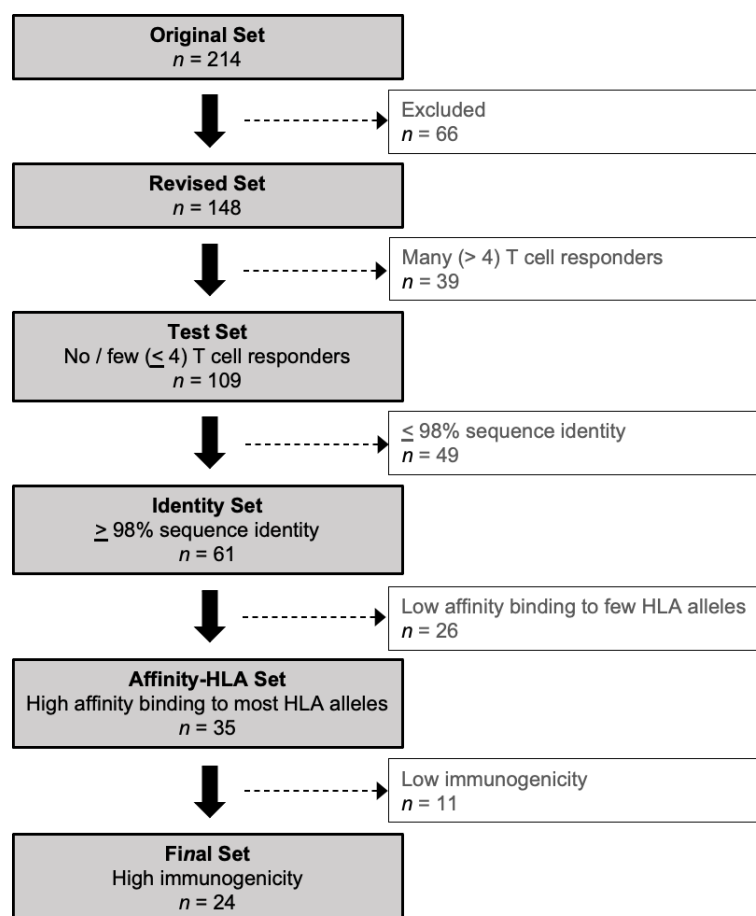 Original Set
n = 214
Excluded
n = 66
Revised Set
n = 148
Many (> 4) T cell responders
n = 39
Test Set
No / few (≤ 4) T cell responders
n = 109
≤ 98% sequence identity
n = 49
Identity Set
≥ 98% sequence identity
n = 61
Low affinity binding to few HLA alleles
n = 26
Affinity-HLA Set
High affinity binding to most HLA alleles
n = 35
Low immunogenicity
n = 11
Final Set
High immunogenicity
n = 24